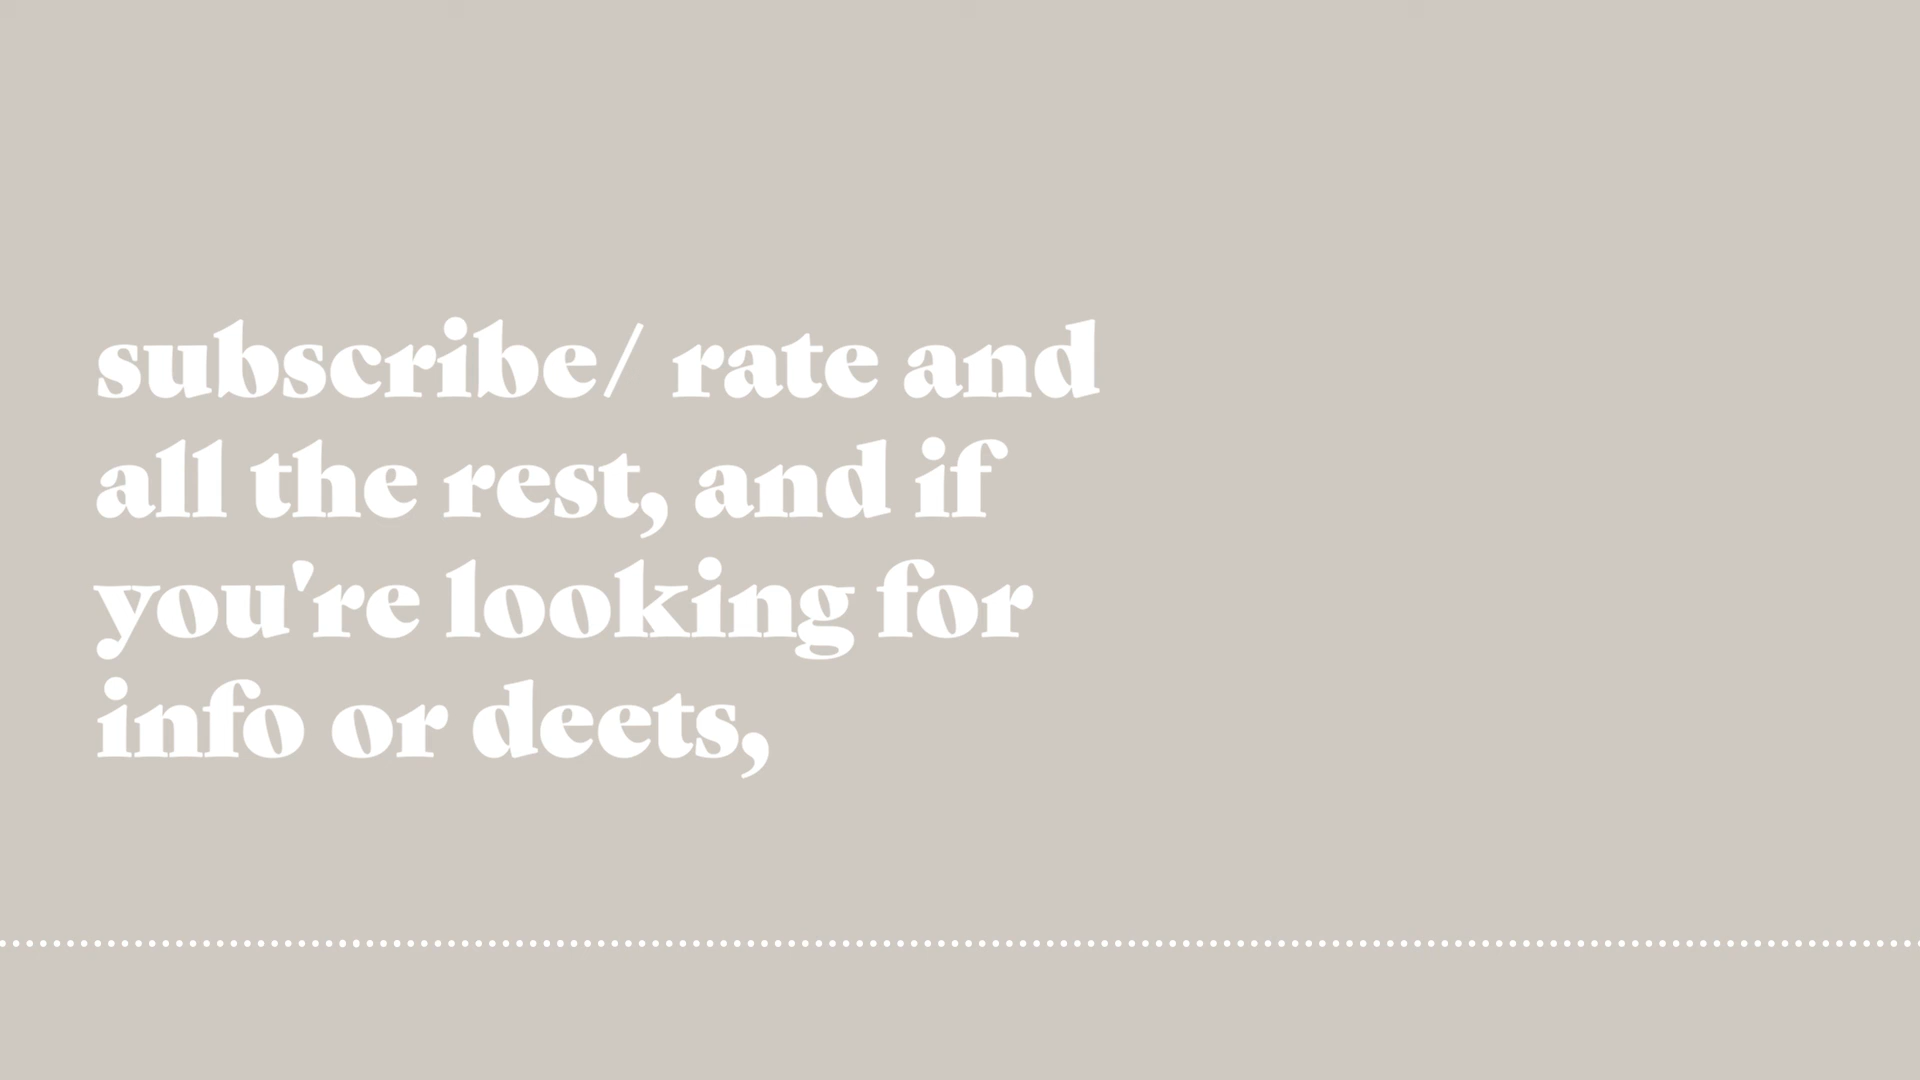 subscribe/ rate and
all the rest, and if
you're looking for
info or deets,